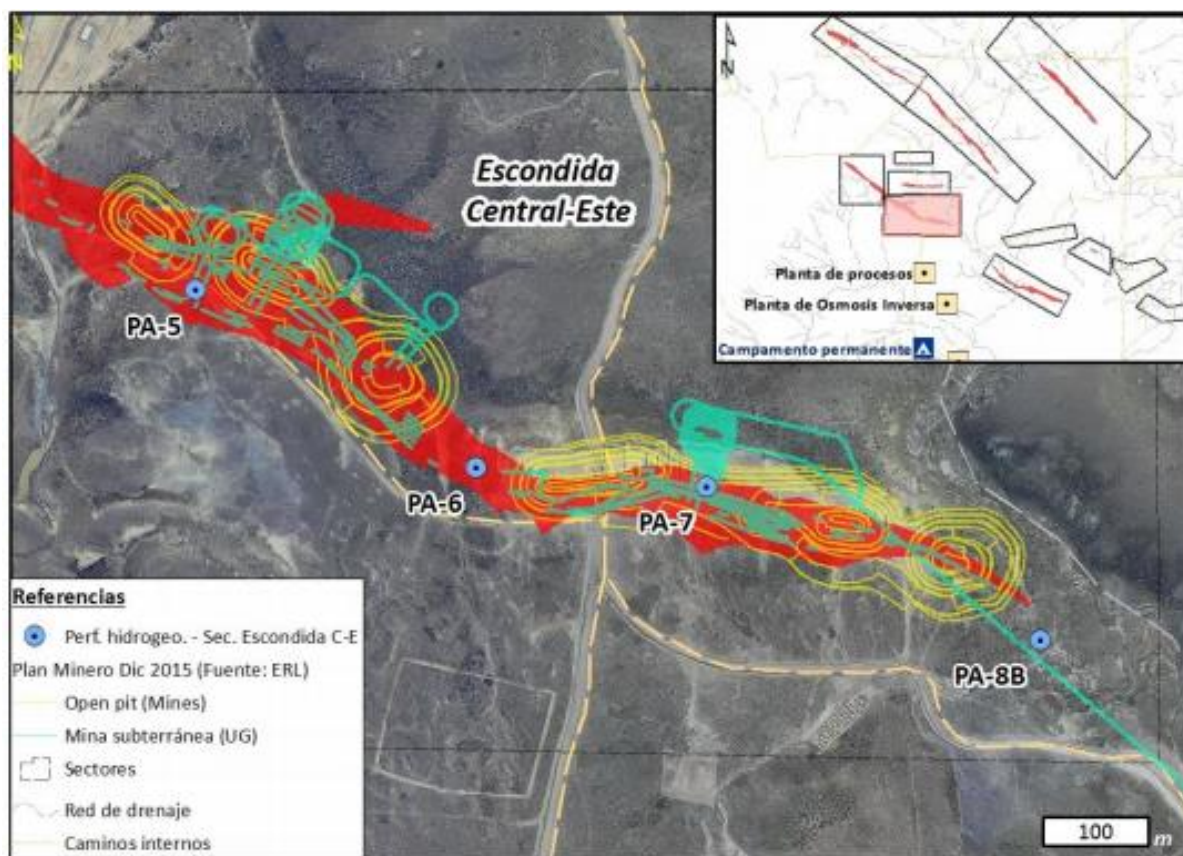 N
N
Escondida
Central-Este
Planta de procesos
Planta de Osmosis Inversa
Campamento permanente
PA-5
PA-6
PA-7
PA-8B
Referencias
Perf. hidrogeo. - Sec. Escondida C-E
Plan Minero Dic 2015 (Fuente: ERL)
Open pit (Mines)
Mina subterránea (UG)
Sectores
Red de drenaje
Caminos internos
100 m